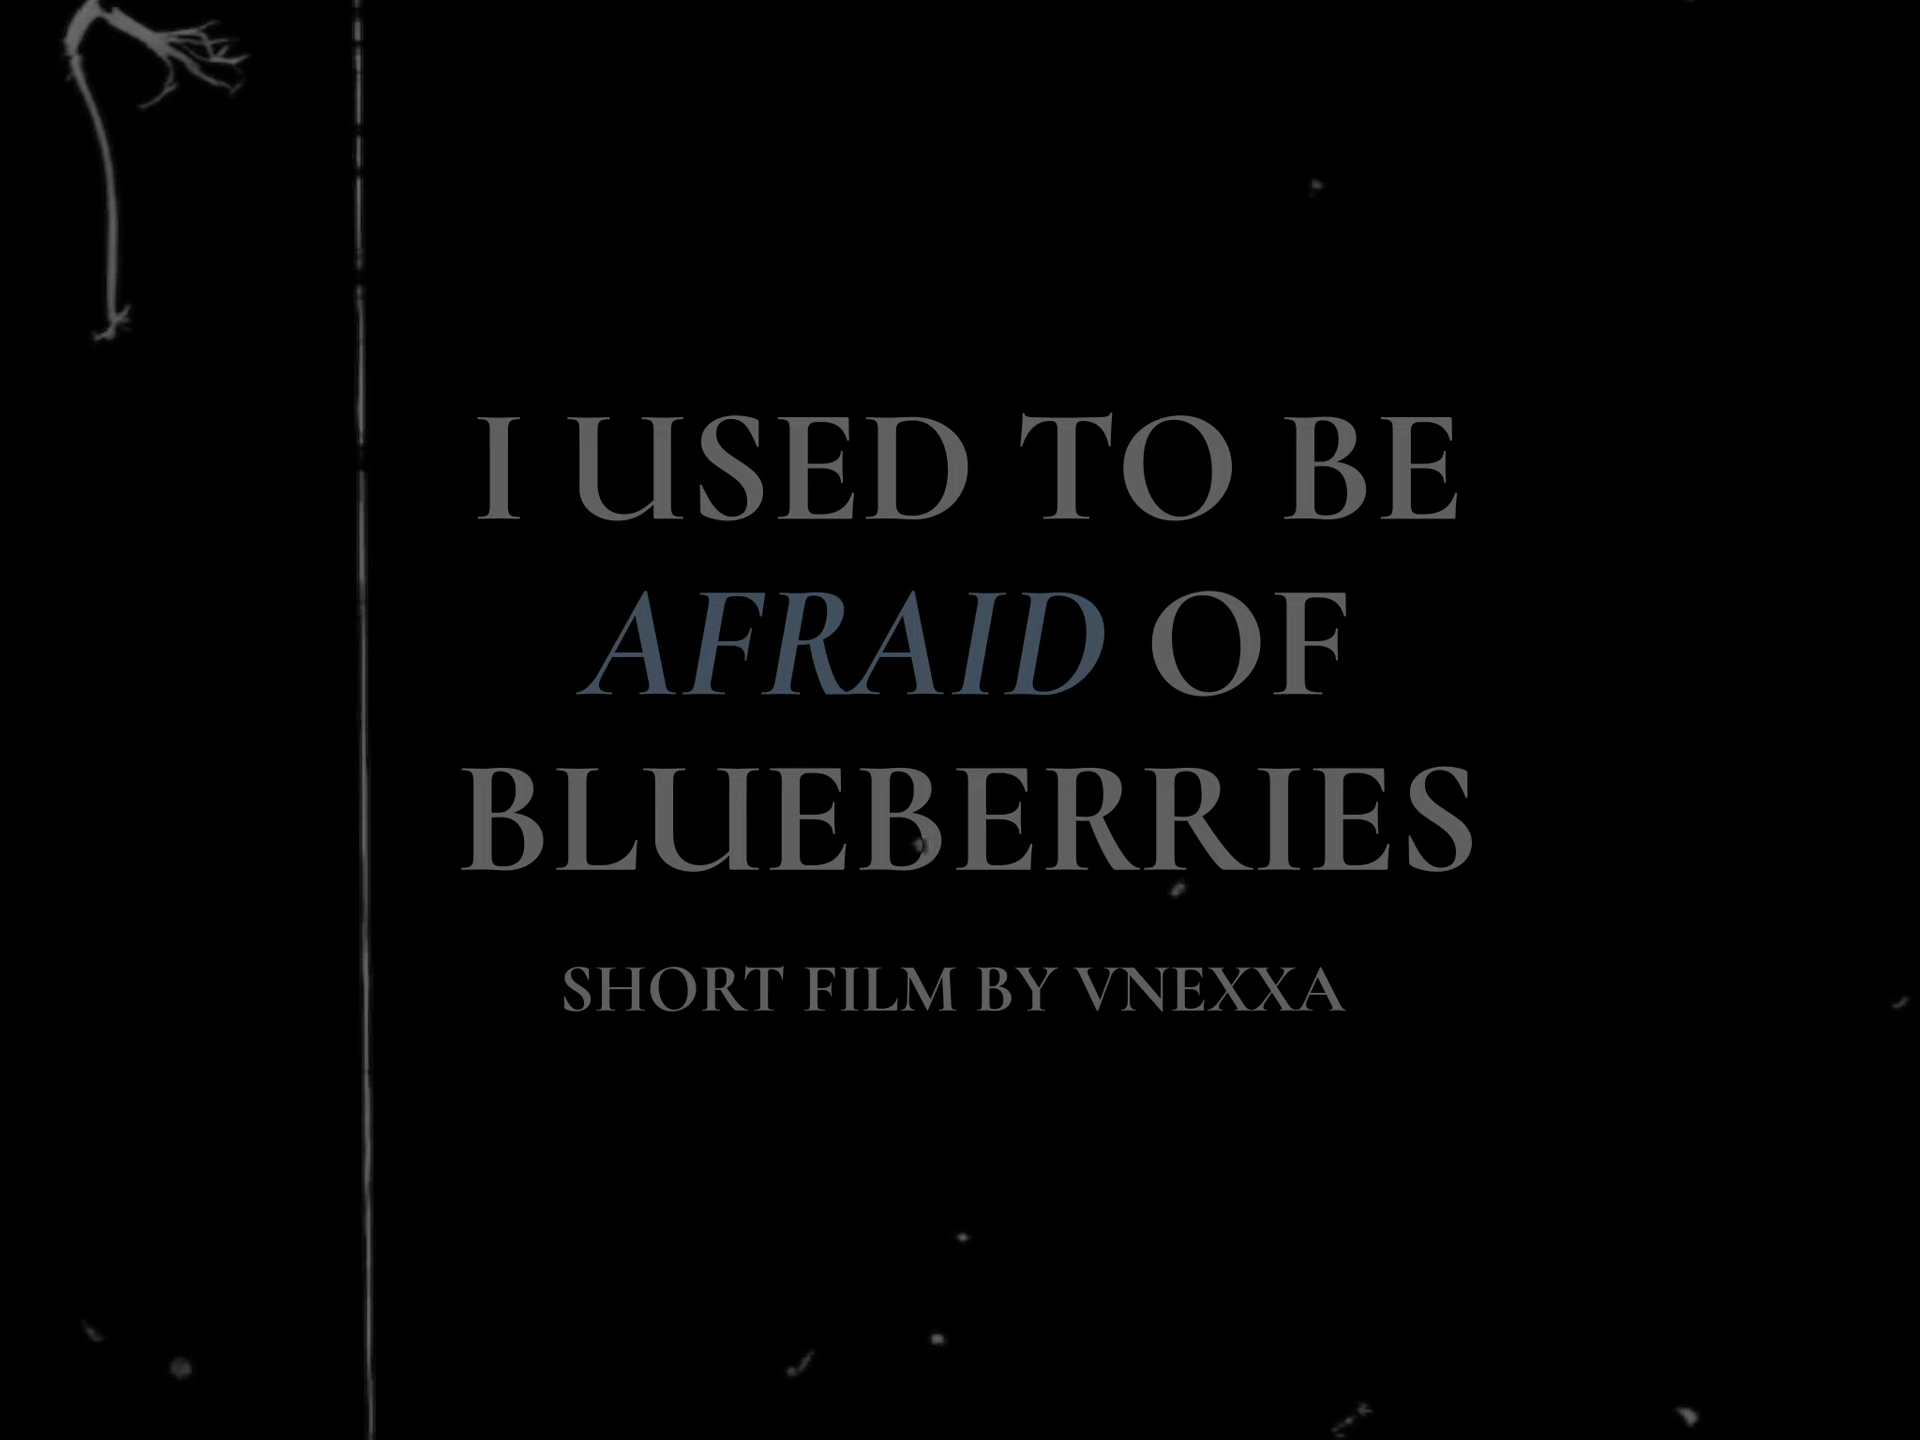 I USED TO BE
AFRAID OF
BLUEBERRIES
SHORT FILM BY VNEXXA